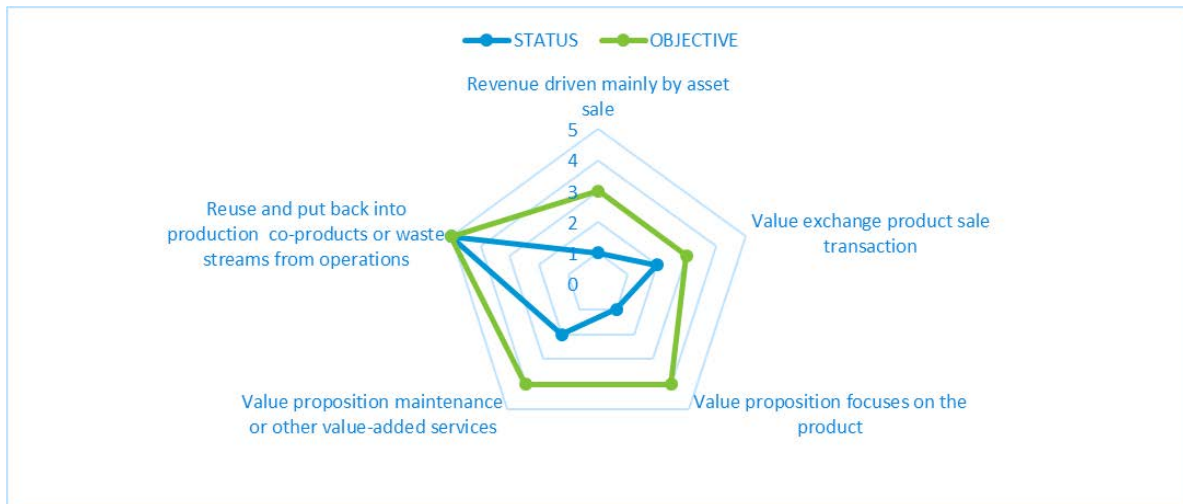 STATUS OBJECTIVE
Revenue driven mainly by asset
sale
5
4
3
2
1
0
Value exchange product sale
transaction
Value proposition focuses on the
product
Value proposition maintenance
or other value-added services
Reuse and put back into
production co-products or waste
streams from operations